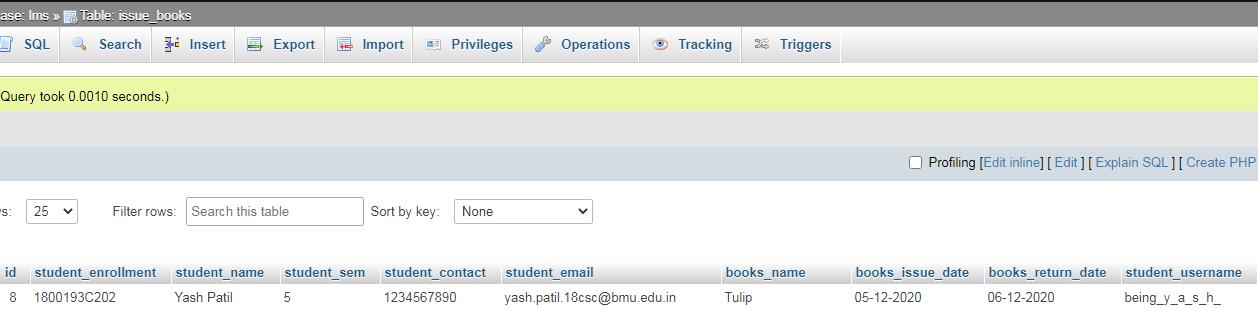 ase: lms » Table: issue_books
SQL Search Insert Export Import Privileges Operations Tracking Triggers
Query took 0.0010 seconds.)
Profiling [Edit inline] [ Edit ] [ Explain SQL ] [ Create PHP
s: 25 Filter rows: Search this table Sort by key: None
id student_enrollment student_name student_sem student_contact student_email books_name books_issue_date books_return_date student_username
8 1800193C202 Yash Patil 5 1234567890 yash.patil.18csc@bmu.edu.in Tulip 05-12-2020 06-12-2020 being_y_a_s_h_